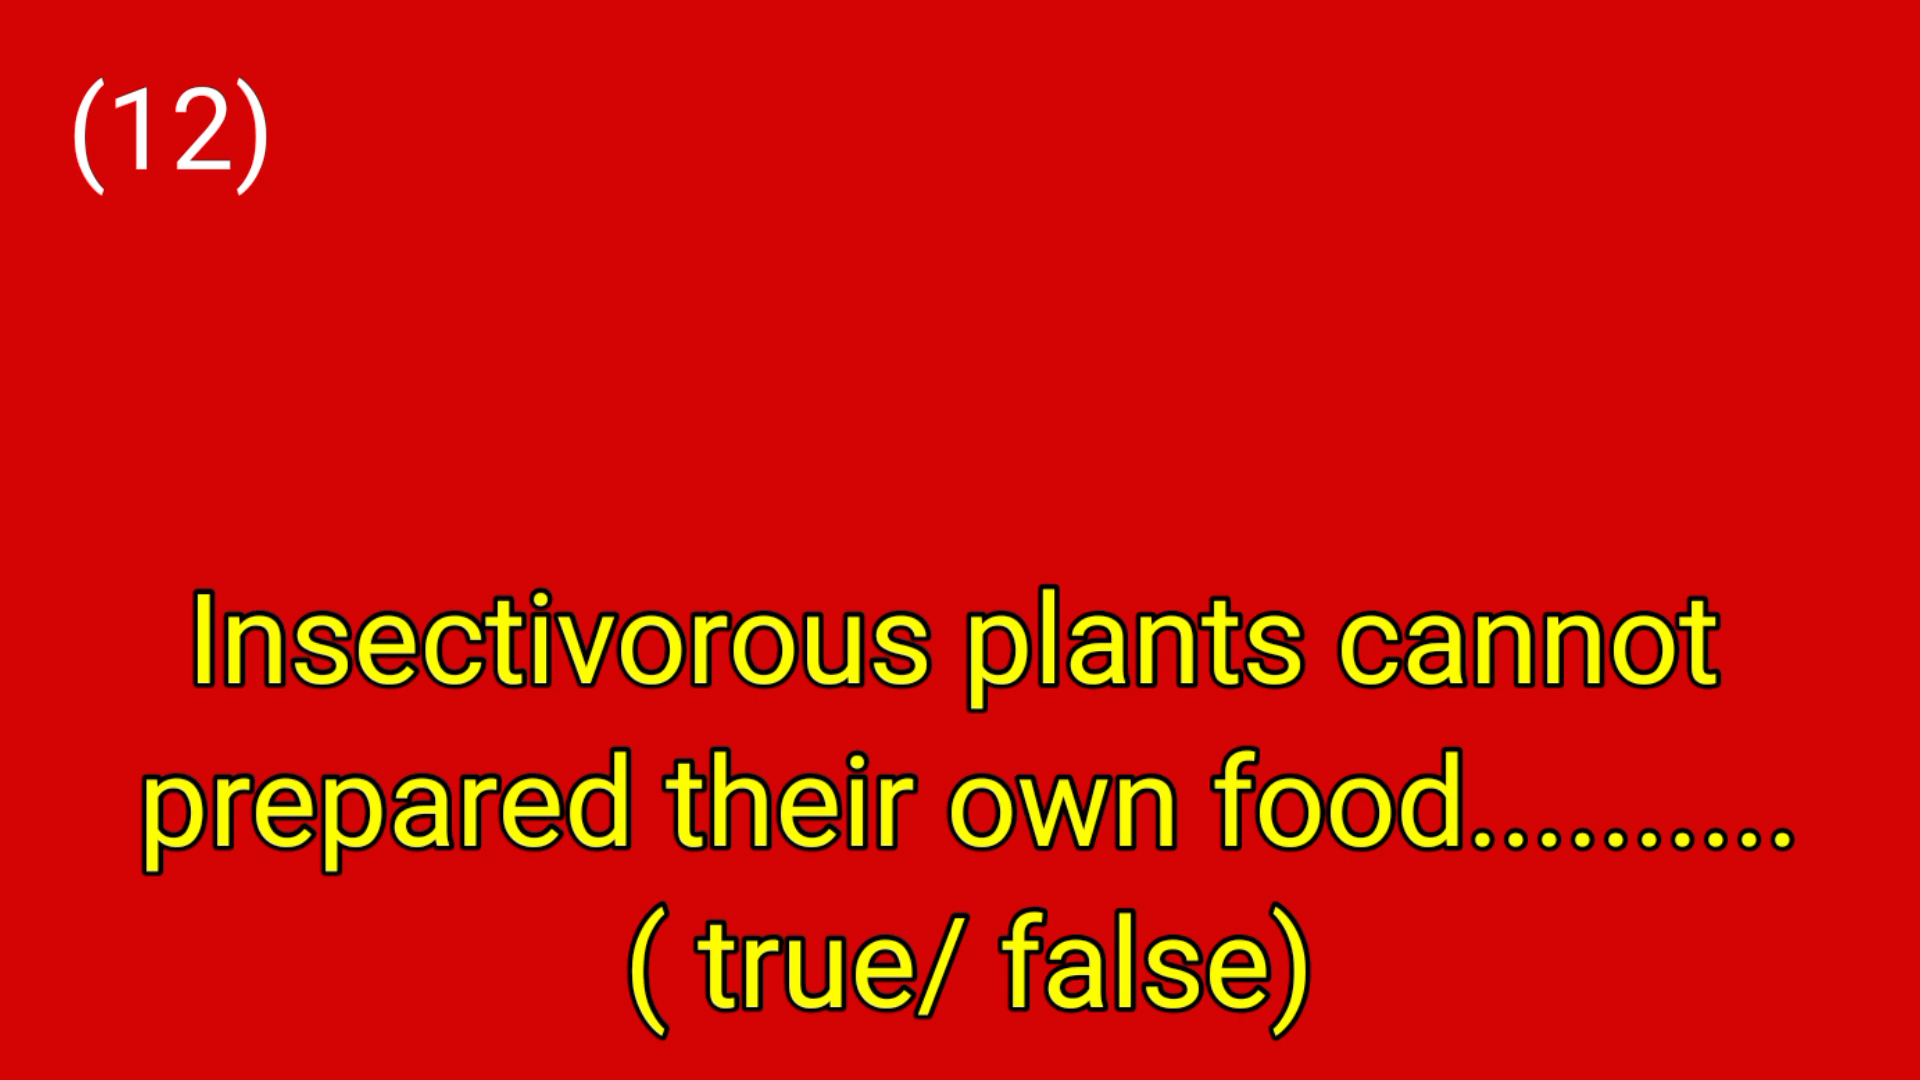 (12)
Insectivorous plants cannot
prepared their own food..........
( true/ false)